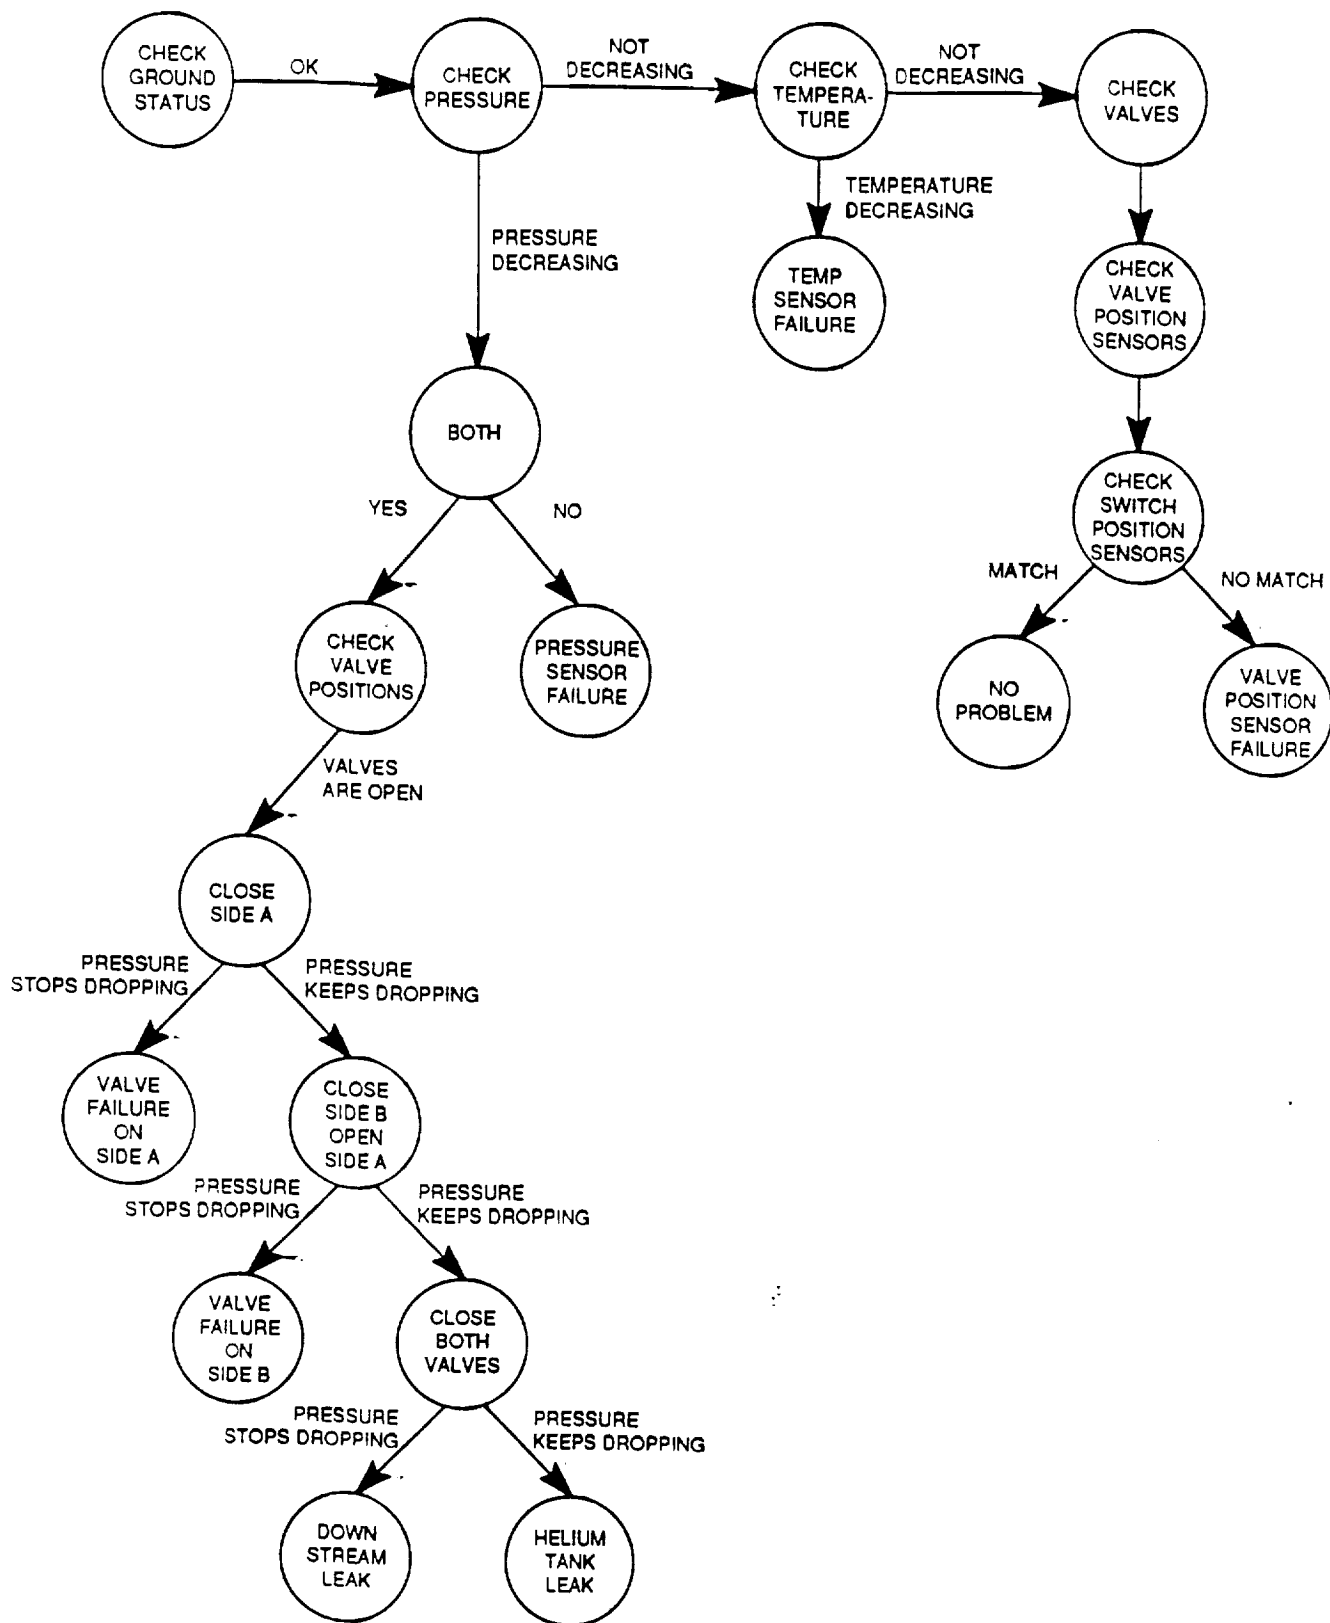 CHECK
GROUND
STATUS
OK
CHECK
PRESSURE
NOT
DECREASING
CHECK
TEMPERA-
TURE
NOT
DECREASING
CHECK
VALVES
TEMPERATURE
DECREASING
PRESSURE
DECREASING
TEMP
SENSOR
FAILURE
CHECK
VALVE
POSITION
SENSORS
BOTH
CHECK
SWITCH
POSITION
SENSORS
YES
NO
MATCH
NO MATCH
CHECK
VALVE
POSITIONS
PRESSURE
SENSOR
FAILURE
NO
PROBLEM
VALVE
POSITION
SENSOR
FAILURE
VALVES
ARE OPEN
CLOSE
SIDE A
PRESSURE
STOPS DROPPING
PRESSURE
KEEPS DROPPING
VALVE
FAILURE
ON
SIDE A
CLOSE
SIDE B
OPEN
SIDE A
PRESSURE
STOPS DROPPING
PRESSURE
KEEPS DROPPING
VALVE
FAILURE
ON
SIDE B
CLOSE
BOTH
VALVES
PRESSURE
STOPS DROPPING
PRESSURE
KEEPS DROPPING
DOWN
STREAM
LEAK
HELIUM
TANK
LEAK